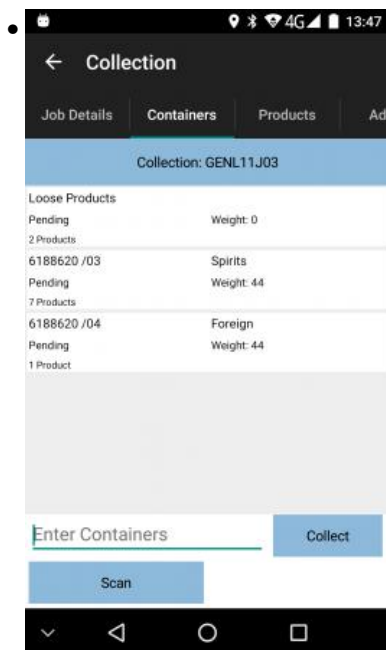 4G 13:47
Collection
Job Details Containers Products Ad
Collection: GENL11J03
Loose Products
Pending Weight: 0
2 Products
6188620 /03 Spirits
Pending Weight: 44
7 Products
6188620 /04 Foreign
Pending Weight: 44
1 Product
Enter Containers Collect
Scan